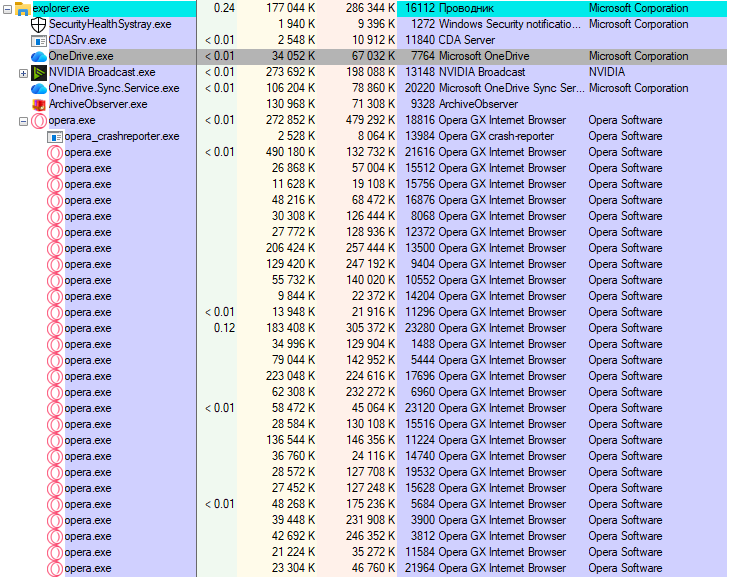 explorer.exe 0.24 177 044 K 286 344 K 16112 Проводник Microsoft Corporation
SecurityHealthSystray.exe 1 940 K 9 396 K 1272 Windows Security notificatio... Microsoft Corporation
CDASrv.exe < 0.01 2 548 K 10 912 K 11840 CDA Server
OneDrive.exe < 0.01 34 052 K 67 032 K 7764 Microsoft OneDrive Microsoft Corporation
NVIDIA Broadcast.exe < 0.01 273 692 K 198 088 K 13148 NVIDIA Broadcast NVIDIA
OneDrive.Sync.Service.exe < 0.01 106 204 K 78 860 K 20220 Microsoft OneDrive Sync Ser... Microsoft Corporation
ArchiveObserver.exe 130 968 K 71 308 K 9328 ArchiveObserver
opera.exe < 0.01 272 852 K 479 292 K 18816 Opera GX Internet Browser Opera Software
opera_crashreporter.exe 2 528 K 8 064 K 13984 Opera GX crash-reporter Opera Software
opera.exe < 0.01 490 180 K 132 732 K 21616 Opera GX Internet Browser Opera Software
opera.exe 26 868 K 57 004 K 15512 Opera GX Internet Browser Opera Software
opera.exe 11 628 K 19 108 K 15756 Opera GX Internet Browser Opera Software
opera.exe 48 216 K 68 472 K 16876 Opera GX Internet Browser Opera Software
opera.exe 30 308 K 126 444 K 8068 Opera GX Internet Browser Opera Software
opera.exe 27 772 K 128 936 K 12372 Opera GX Internet Browser Opera Software
opera.exe 206 424 K 257 444 K 13500 Opera GX Internet Browser Opera Software
opera.exe 129 420 K 247 192 K 9404 Opera GX Internet Browser Opera Software
opera.exe 55 732 K 140 020 K 10552 Opera GX Internet Browser Opera Software
opera.exe 9 844 K 22 372 K 14204 Opera GX Internet Browser Opera Software
opera.exe < 0.01 13 948 K 21 916 K 11296 Opera GX Internet Browser Opera Software
opera.exe 0.12 183 408 K 305 372 K 23280 Opera GX Internet Browser Opera Software
opera.exe 34 996 K 129 904 K 1488 Opera GX Internet Browser Opera Software
opera.exe 79 044 K 142 952 K 5444 Opera GX Internet Browser Opera Software
opera.exe 223 048 K 224 616 K 17696 Opera GX Internet Browser Opera Software
opera.exe 62 308 K 232 272 K 6960 Opera GX Internet Browser Opera Software
opera.exe < 0.01 58 472 K 45 064 K 23120 Opera GX Internet Browser Opera Software
opera.exe 28 584 K 130 108 K 15516 Opera GX Internet Browser Opera Software
opera.exe 136 544 K 146 356 K 11224 Opera GX Internet Browser Opera Software
opera.exe 36 760 K 24 116 K 14740 Opera GX Internet Browser Opera Software
opera.exe 28 572 K 127 708 K 19532 Opera GX Internet Browser Opera Software
opera.exe 27 452 K 127 248 K 15628 Opera GX Internet Browser Opera Software
opera.exe < 0.01 48 268 K 175 236 K 5684 Opera GX Internet Browser Opera Software
opera.exe 39 448 K 231 908 K 3900 Opera GX Internet Browser Opera Software
opera.exe 42 692 K 246 352 K 3812 Opera GX Internet Browser Opera Software
opera.exe 21 224 K 35 272 K 11584 Opera GX Internet Browser Opera Software
opera.exe 23 304 K 46 760 K 21964 Opera GX Internet Browser Opera Software